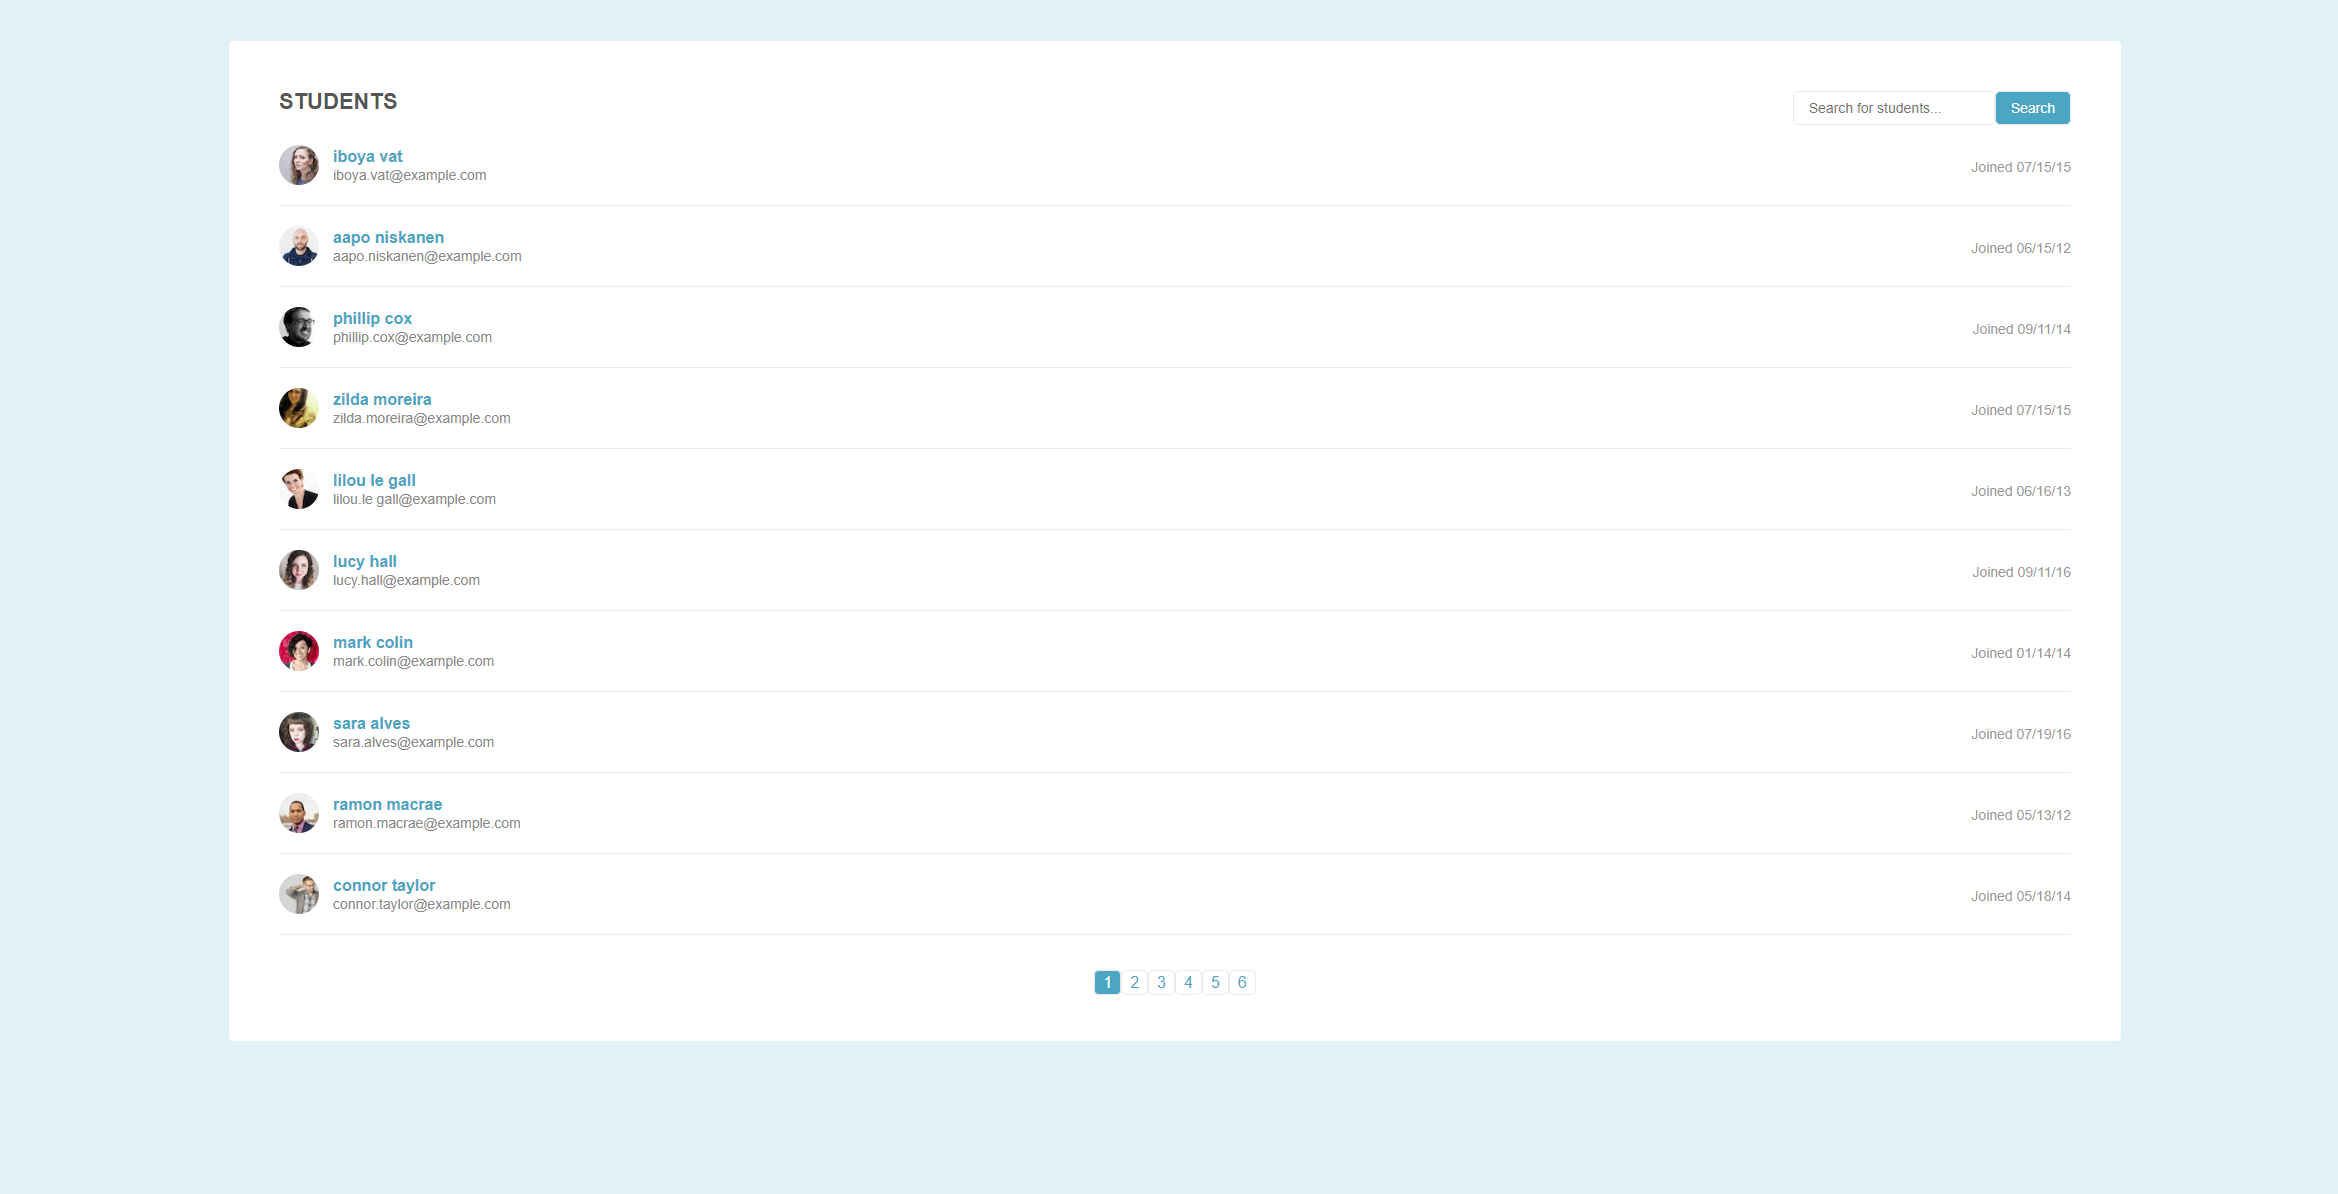 STUDENTS
Search for students...
Search
iboya vat
iboya.vat@example.com
Joined 07/15/15
aapo niskanen
aapo.niskanen@example.com
Joined 06/15/12
phillip cox
phillip.cox@example.com
Joined 09/11/14
zilda moreira
zilda.moreira@example.com
Joined 07/15/15
lilou le gall
lilou.le gall@example.com
Joined 06/16/13
lucy hall
lucy.hall@example.com
Joined 09/11/16
mark colin
mark.colin@example.com
Joined 01/14/14
sara alves
sara.alves@example.com
Joined 07/19/16
ramon macrae
ramon.macrae@example.com
Joined 05/13/12
connor taylor
connor.taylor@example.com
Joined 05/18/14
1 2 3 4 5 6